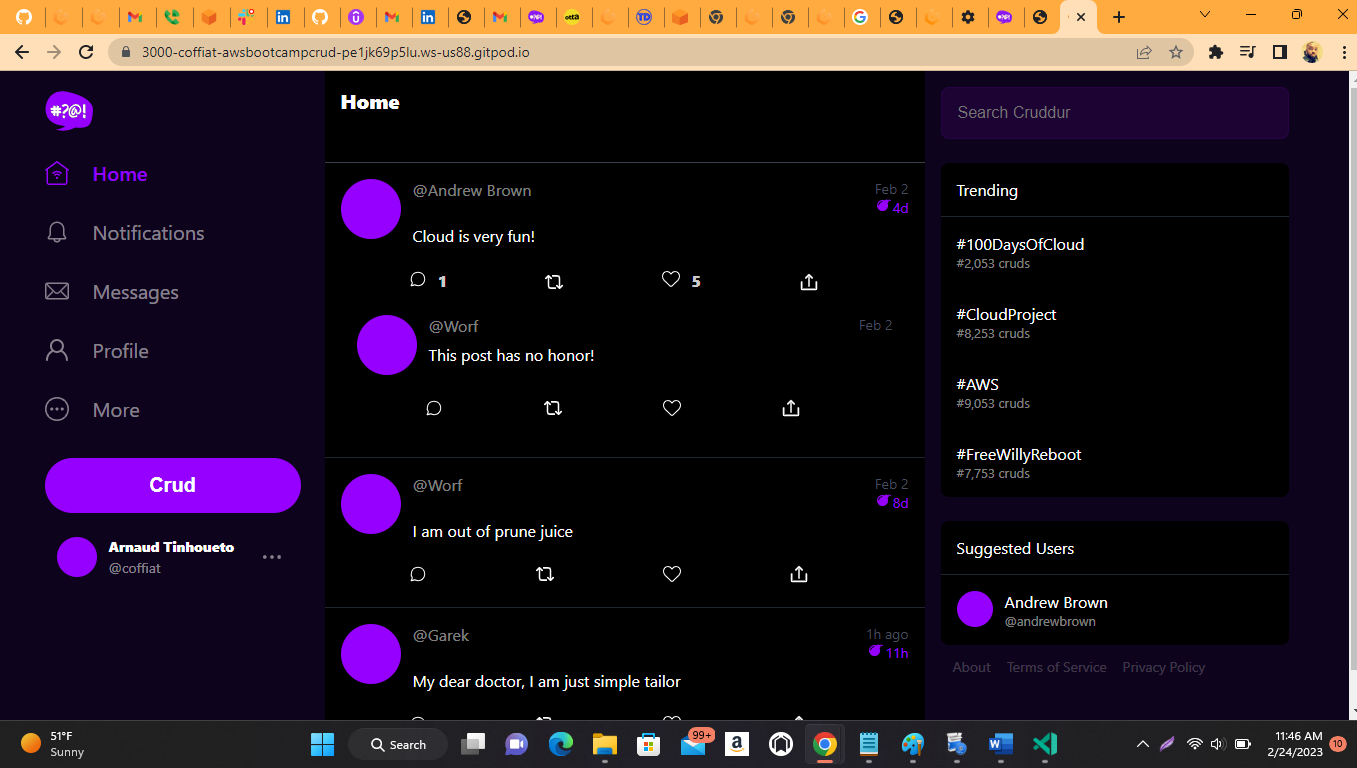 3000-coffiat-awsbootcampcrud-pe1jk69p5lu.ws-us88.gitpod.io
#?@!
Home
Notifications
Messages
Profile
More
Crud
Arnaud Tinhoueto
@coffiat
Home
@Andrew Brown
Feb 2
4d
Cloud is very fun!
1
5
@Worf
Feb 2
This post has no honor!
@Worf
Feb 2
8d
I am out of prune juice
@Garek
1h ago
11h
My dear doctor, I am just simple tailor
Search Cruddur
Trending
#100DaysOfCloud
#2,053 cruds
#CloudProject
#8,253 cruds
#AWS
#9,053 cruds
#FreeWillyReboot
#7,753 cruds
Suggested Users
Andrew Brown
@andrewbrown
About Terms of Service Privacy Policy
51°F
Sunny
Search
99+
11:46 AM
2/24/2023
10